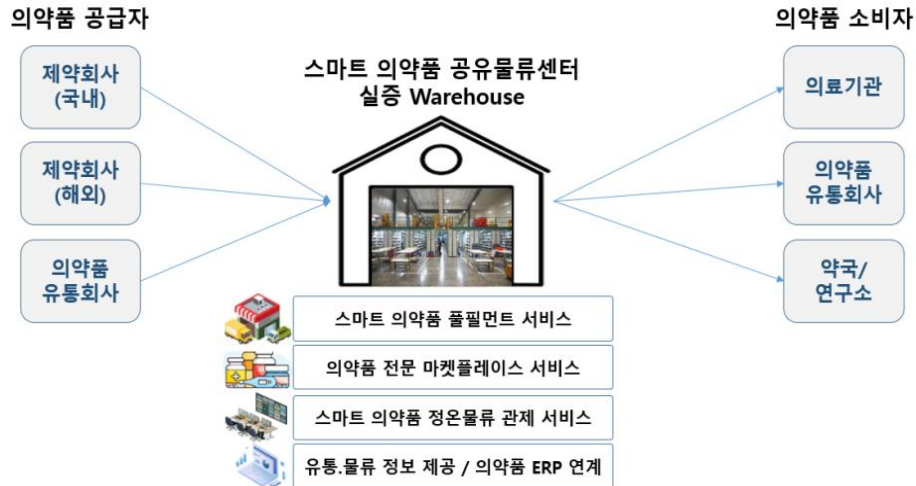 의약품 공급자
제약회사
(국내)
제약회사
(해외)
의약품
유통회사
스마트 의약품 공유물류센터
실증 Warehouse
스마트 의약품 풀필먼트 서비스
의약품 전문 마켓플레이스 서비스
스마트 의약품 정온물류 관제 서비스
유통.물류 정보 제공 / 의약품 ERP 연계
의약품 소비자
의료기관
의약품
유통회사
약국/
연구소